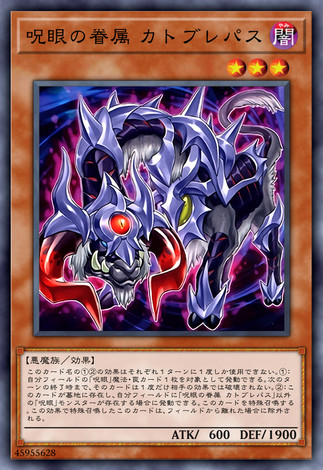 呪眼の眷属 カトブレパス
やみ
闇
【悪魔族／効果】
このカード名の①②の効果はそれぞれ１ターンに１度しか使用できない。①：
自分フィールドの「呪眼」魔法・罠カード１枚を対象として発動できる。次のター
ンの終了時まで、そのカードは１度だけ相手の効果では破壊されない。②：こ
のカードが墓地に存在し、自分フィールドに「呪眼の眷属 カトブレパス」以外
の「呪眼」モンスターが存在する場合に発動できる。このカードを特殊召喚す
る。この効果で特殊召喚したこのカードは、フィールドから離れた場合に除外さ
れる。
ATK/ 600 DEF/1900
45955628